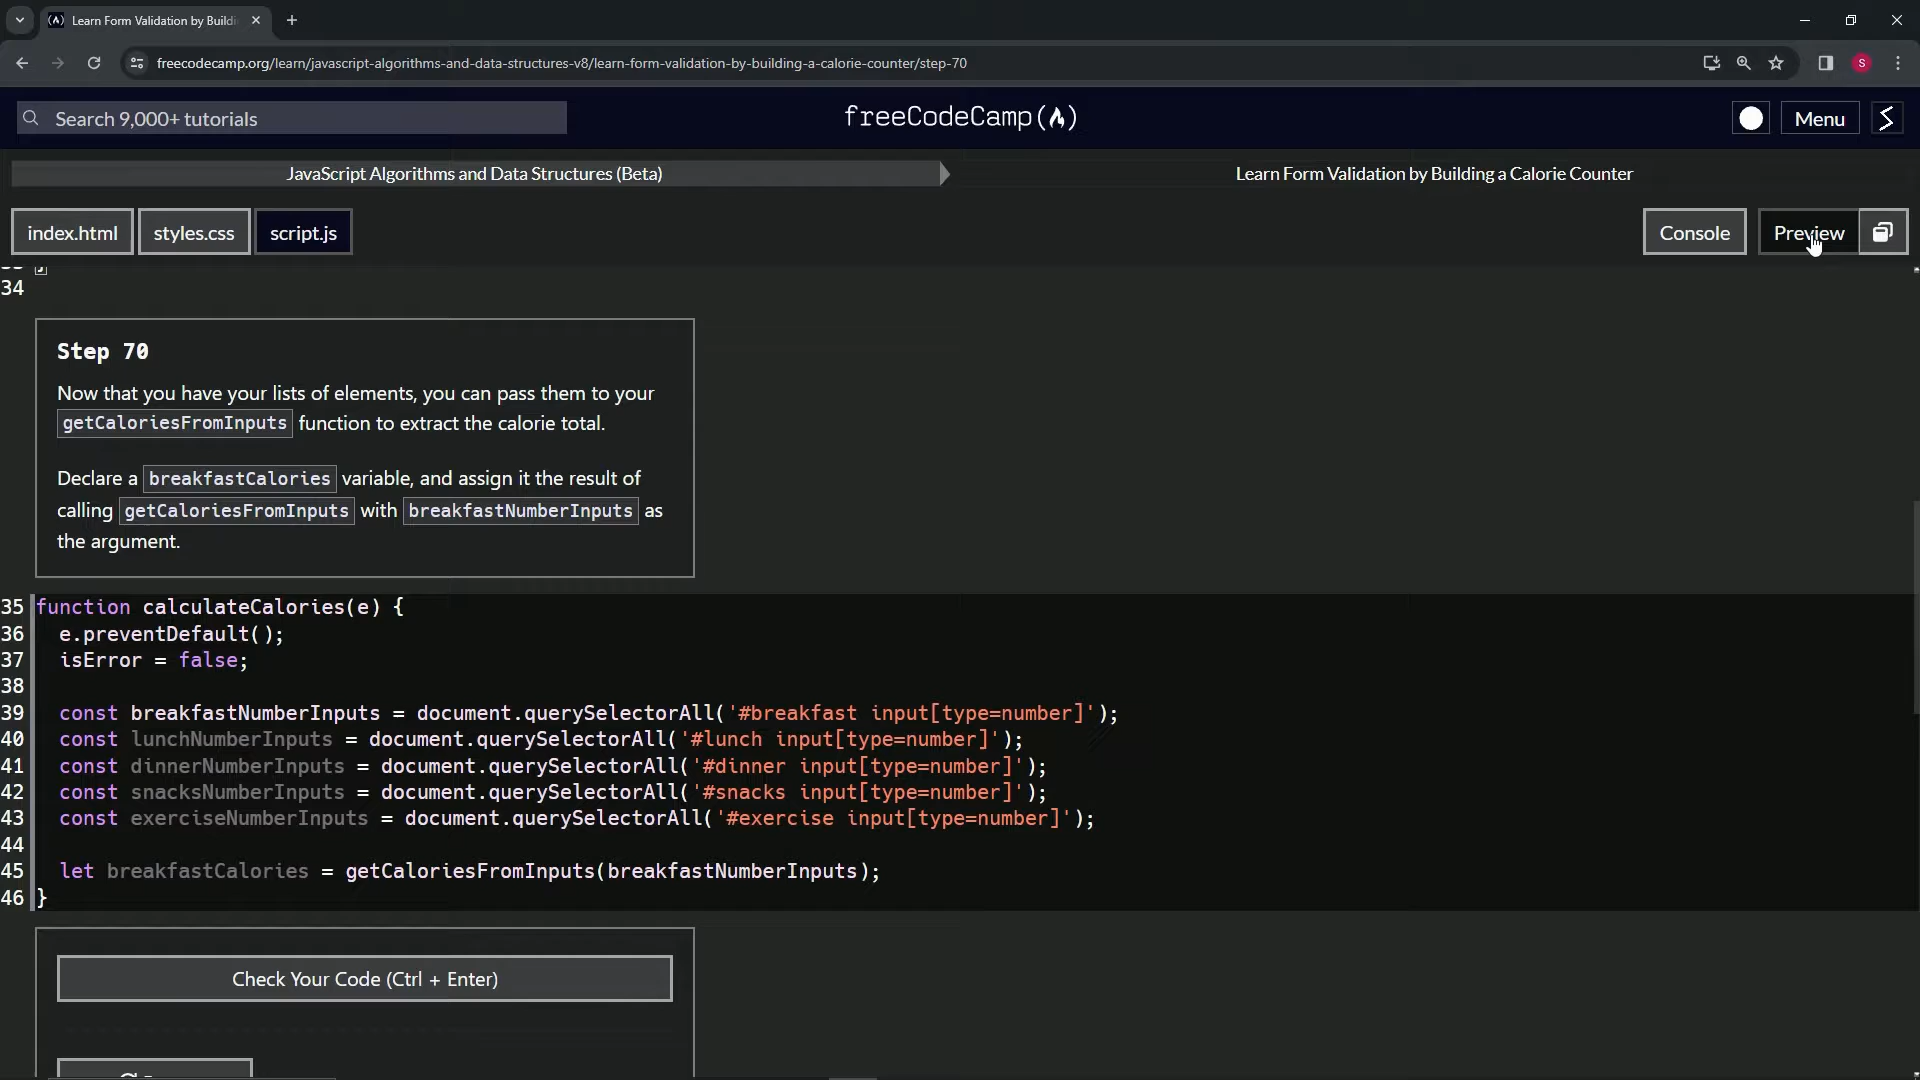 Learn Form Validation by Buildi
freecodecamp.org/learn/javascript-algorithms-and-data-structures-v8/learn-form-validation-by-building-a-calorie-counter/step-70
S
Search 9,000+ tutorials
freeCodeCamp
Menu
JavaScript Algorithms and Data Structures (Beta)
Learn Form Validation by Building a Calorie Counter
index.html
styles.css
script.js
Console
Preview
34
Step 70
Now that you have your lists of elements, you can pass them to your
getCaloriesFromInputs function to extract the calorie total.
Declare a breakfastCalories variable, and assign it the result of
calling getCaloriesFromInputs with breakfastNumberInputs as
the argument.
35 function calculateCalories(e) {
36 e.preventDefault();
37 isError = false;
38
39 const breakfastNumberInputs = document.querySelectorAll('#breakfast input[type=number]');
40 const lunchNumberInputs = document.querySelectorAll('#lunch input[type=number]');
41 const dinnerNumberInputs = document.querySelectorAll('#dinner input[type=number]');
42 const snacksNumberInputs = document.querySelectorAll('#snacks input[type=number]');
43 const exerciseNumberInputs = document.querySelectorAll('#exercise input[type=number]');
44
45 let breakfastCalories = getCaloriesFromInputs(breakfastNumberInputs);
46 }
Check Your Code (Ctrl + Enter)